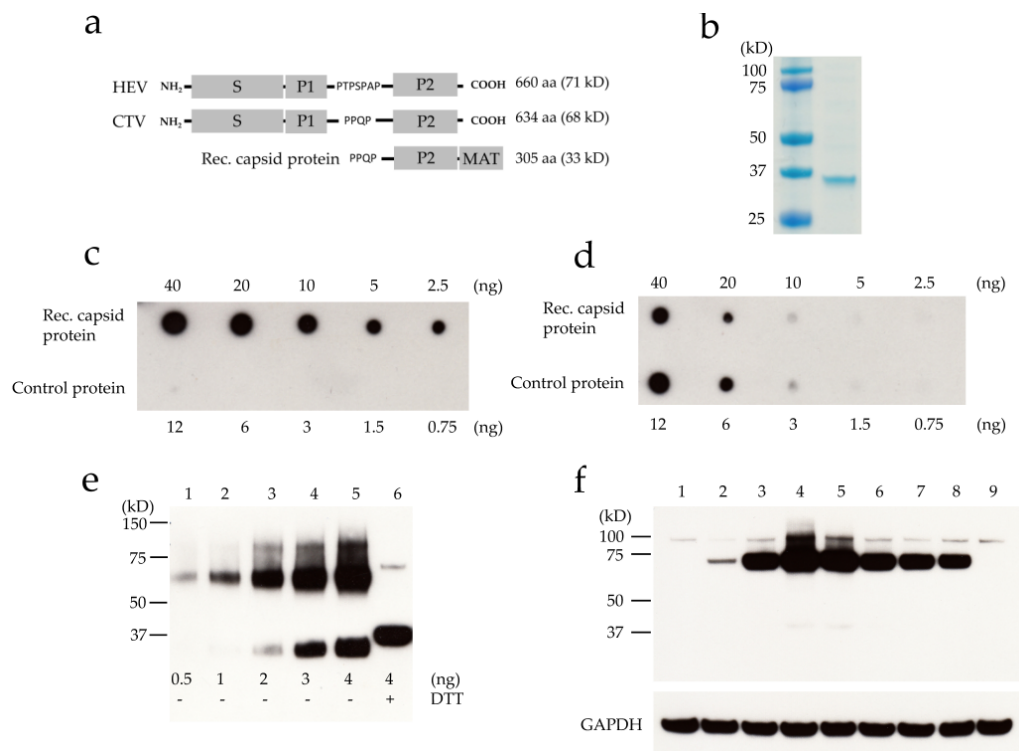 a
HEV NH2 S P1 PTPSPAP P2 COOH 660 aa (71 kD)
CTV NH2 S P1 PPQP P2 COOH 634 aa (68 kD)
Rec. capsid protein PPQP P2 MAT 305 aa (33 kD)
b
(kD)
100
75
50
37
25
c
40 20 10 5 2.5 (ng)
Rec. capsid
protein
Control protein
12 6 3 1.5 0.75 (ng)
d
40 20 10 5 2.5 (ng)
Rec. capsid
protein
Control protein
12 6 3 1.5 0.75 (ng)
e
1 2 3 4 5 6
(kD)
150
75
50
37
0.5 1 2 3 4 (ng) 4
- - - - - DTT +
f
1 2 3 4 5 6 7 8 9
(kD)
100
75
50
37
GAPDH